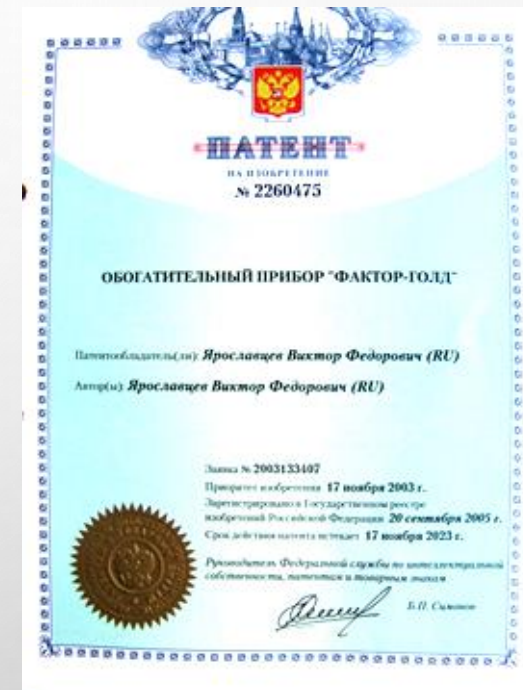 ПАТЕНТ
НА ИЗОБРЕТЕНИЕ
№ 2260475
ОБОГАТИТЕЛЬНЫЙ ПРИБОР "ФАКТОР-ГОЛД"
Патентообладатель(ли): Ярославцев Виктор Федорович (RU)
Автор(ы): Ярославцев Виктор Федорович (RU)
Заявка № 2003133407
Приоритет изобретения 17 ноября 2003 г.
Зарегистрировано в Государственном реестре
изобретений Российской Федерации 20 сентября 2005 г.
Срок действия патента истекает 17 ноября 2023 г.
Руководитель Федеральной службы по интеллектуальной
собственности, патентам и товарным знакам
Б.П. Симонов